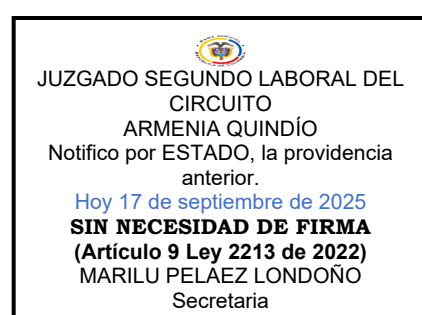 JUZGADO SEGUNDO LABORAL DEL
CIRCUITO
ARMENIA QUINDÍO
Notifico por ESTADO, la providencia
anterior.
Hoy 17 de septiembre de 2025
SIN NECESIDAD DE FIRMA
(Artículo 9 Ley 2213 de 2022)
MARILU PELAEZ LONDOÑO
Secretaria